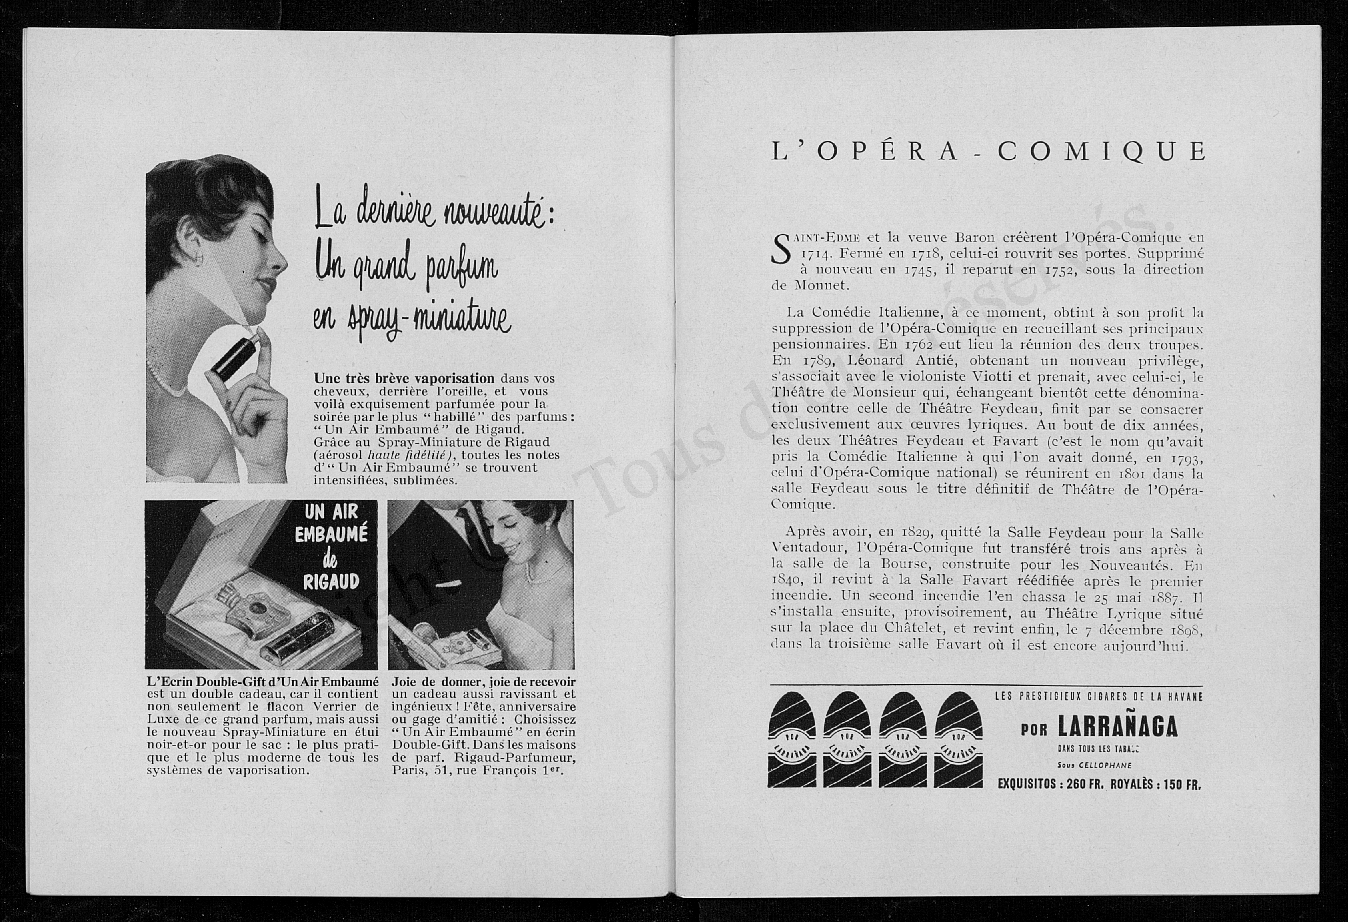 La dernière nouveauté :
Un grand parfum
en spray-miniature
Une très brève vaporisation dans vos
cheveux, derrière l'oreille, et vous
voilà exquisement parfumée pour la
soirée par le plus "habillé" des parfums :
"Un Air Embaumé" de Rigaud.
Grâce au Spray-Miniature de Rigaud
(aérosol haute fidélité), toutes les notes
d'"Un Air Embaumé" se trouvent
intensifiées, sublimées.
UN AIR
EMBAUMÉ
de
RIGAUD
L'Ecrin Double-Gift d'Un Air Embaumé
est un double cadeau, car il contient
non seulement le flacon Verrier de
Luxe de ce grand parfum, mais aussi
le nouveau Spray-Miniature en étui
noir-et-or pour le sac : le plus prati-
que et le plus moderne de tous les
systèmes de vaporisation.
Joie de donner, joie de recevoir
un cadeau aussi ravissant et
ingénieux ! Fête, anniversaire
ou gage d'amitié : Choisissez
"Un Air Embaumé" en écrin
Double-Gift. Dans les maisons
de parf. Rigaud-Parfumeur,
Paris, 51, rue François 1er.
L'OPÉRA-COMIQUE
SAINT-EDME et la veuve Baron créèrent l'Opéra-Comique en
1714. Fermé en 1718, celui-ci rouvrit ses portes. Supprimé
à nouveau en 1745, il reparut en 1752, sous la direction
de Monnet.
La Comédie Italienne, à ce moment, obtint à son profit la
suppression de l'Opéra-Comique en recueillant ses principaux
pensionnaires. En 1762 eut lieu la réunion des deux troupes.
En 1789, Léonard Antié, obtenant un nouveau privilège,
s'associait avec le violoniste Viotti et prenait, avec celui-ci, le
Théâtre de Monsieur qui, échangeant bientôt cette dénomina-
tion contre celle de Théâtre Feydeau, finit par se consacrer
exclusivement aux œuvres lyriques. Au bout de dix années,
les deux Théâtres Feydeau et Favart (c'est le nom qu'avait
pris la Comédie Italienne à qui l'on avait donné, en 1793,
celui d'Opéra-Comique national) se réunirent en 1801 dans la
salle Feydeau sous le titre définitif de Théâtre de l'Opéra-
Comique.
Après avoir, en 1829, quitté la Salle Feydeau pour la Salle
Ventadour, l'Opéra-Comique fut transféré trois ans après à
la salle de la Bourse, construite pour les Nouveautés. En
1840, il revint à la Salle Favart réédifiée après le premier
incendie. Un second incendie l'en chassa le 25 mai 1887. Il
s'installa ensuite, provisoirement, au Théâtre Lyrique situé
sur la place du Châtelet, et revint enfin, le 7 décembre 1898,
dans la troisième salle Favart où il est encore aujourd'hui.
LES PRESTIGIEUX CIGARES DE LA HAVANE
POR LARRAÑAGA
DANS TOUS LES TABACS
Sous CELLOPHANE
EXQUISITOS : 260 FR. ROYALÈS : 150 FR.
POR LARRAÑAGA
POR LARRAÑAGA
POR LARRAÑAGA
POR LARRAÑAGA
Tous droits réservés.